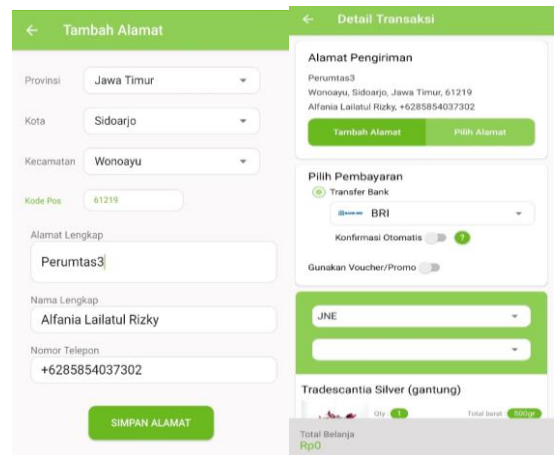 Tambah Alamat
Provinsi
Jawa Timur
Kota
Sidoarjo
Kecamatan
Wonoayu
Kode Pos
61219
Alamat Lengkap
Perumtas3
Nama Lengkap
Alfania Lailatul Rizky
Nomor Telepon
+6285854037302
SIMPAN ALAMAT
Detail Transaksi
Alamat Pengiriman
Perumtas3
Wonoayu, Sidoarjo, Jawa Timur, 61219
Alfania Lailatul Rizky, +6285854037302
Tambah Alamat
Pilih Alamat
Pilih Pembayaran
Transfer Bank
BRI
Konfirmasi Otomatis
?
Gunakan Voucher/Promo
JNE
Tradescantia Silver (gantung)
Qty 1
Total berat 500gr
Total Belanja
Rp0